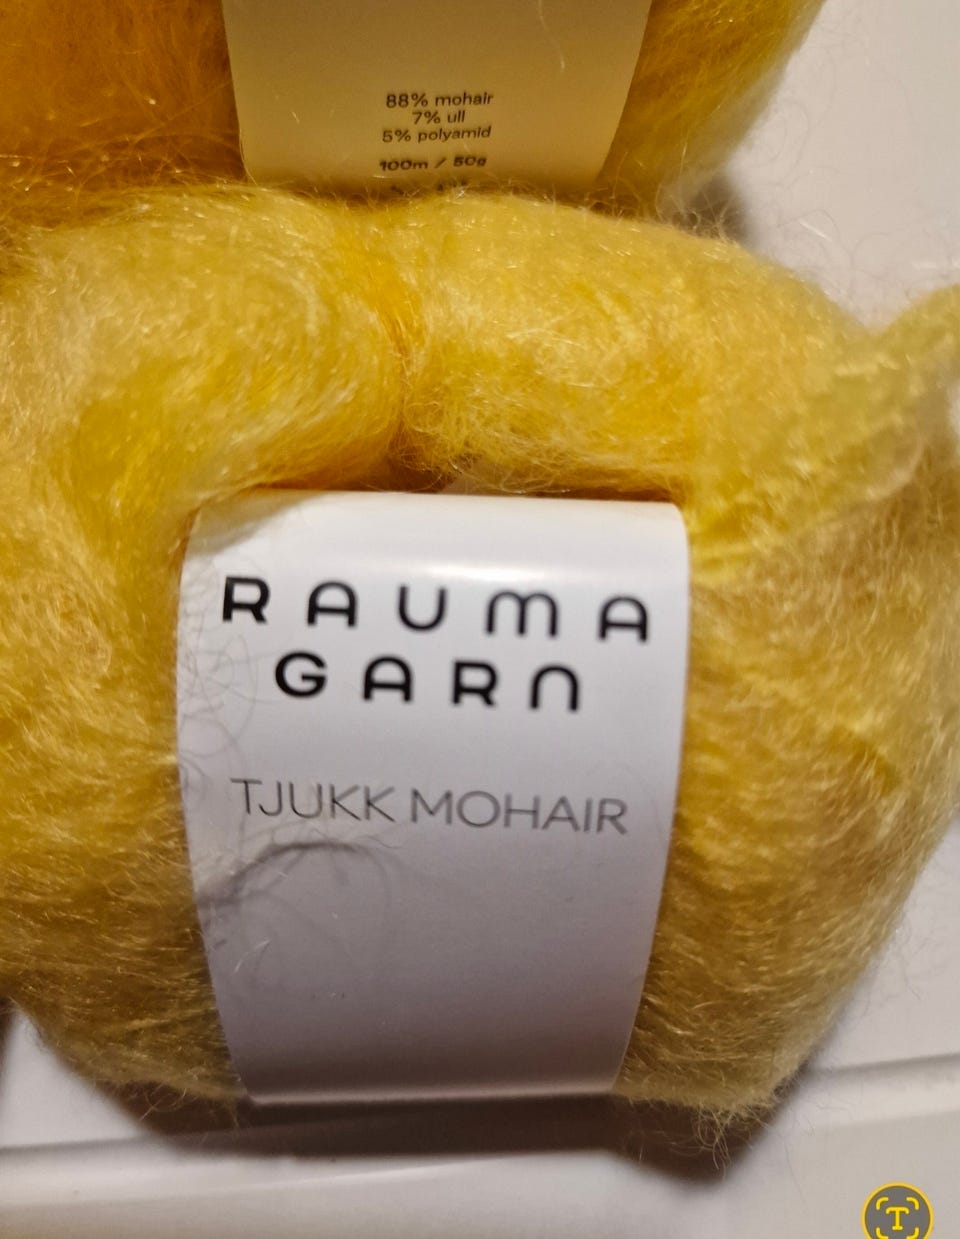 88% mohair
7% ull
5% polyamid
100m / 50g
RAUMA
GARN
TJUKK MOHAIR
T